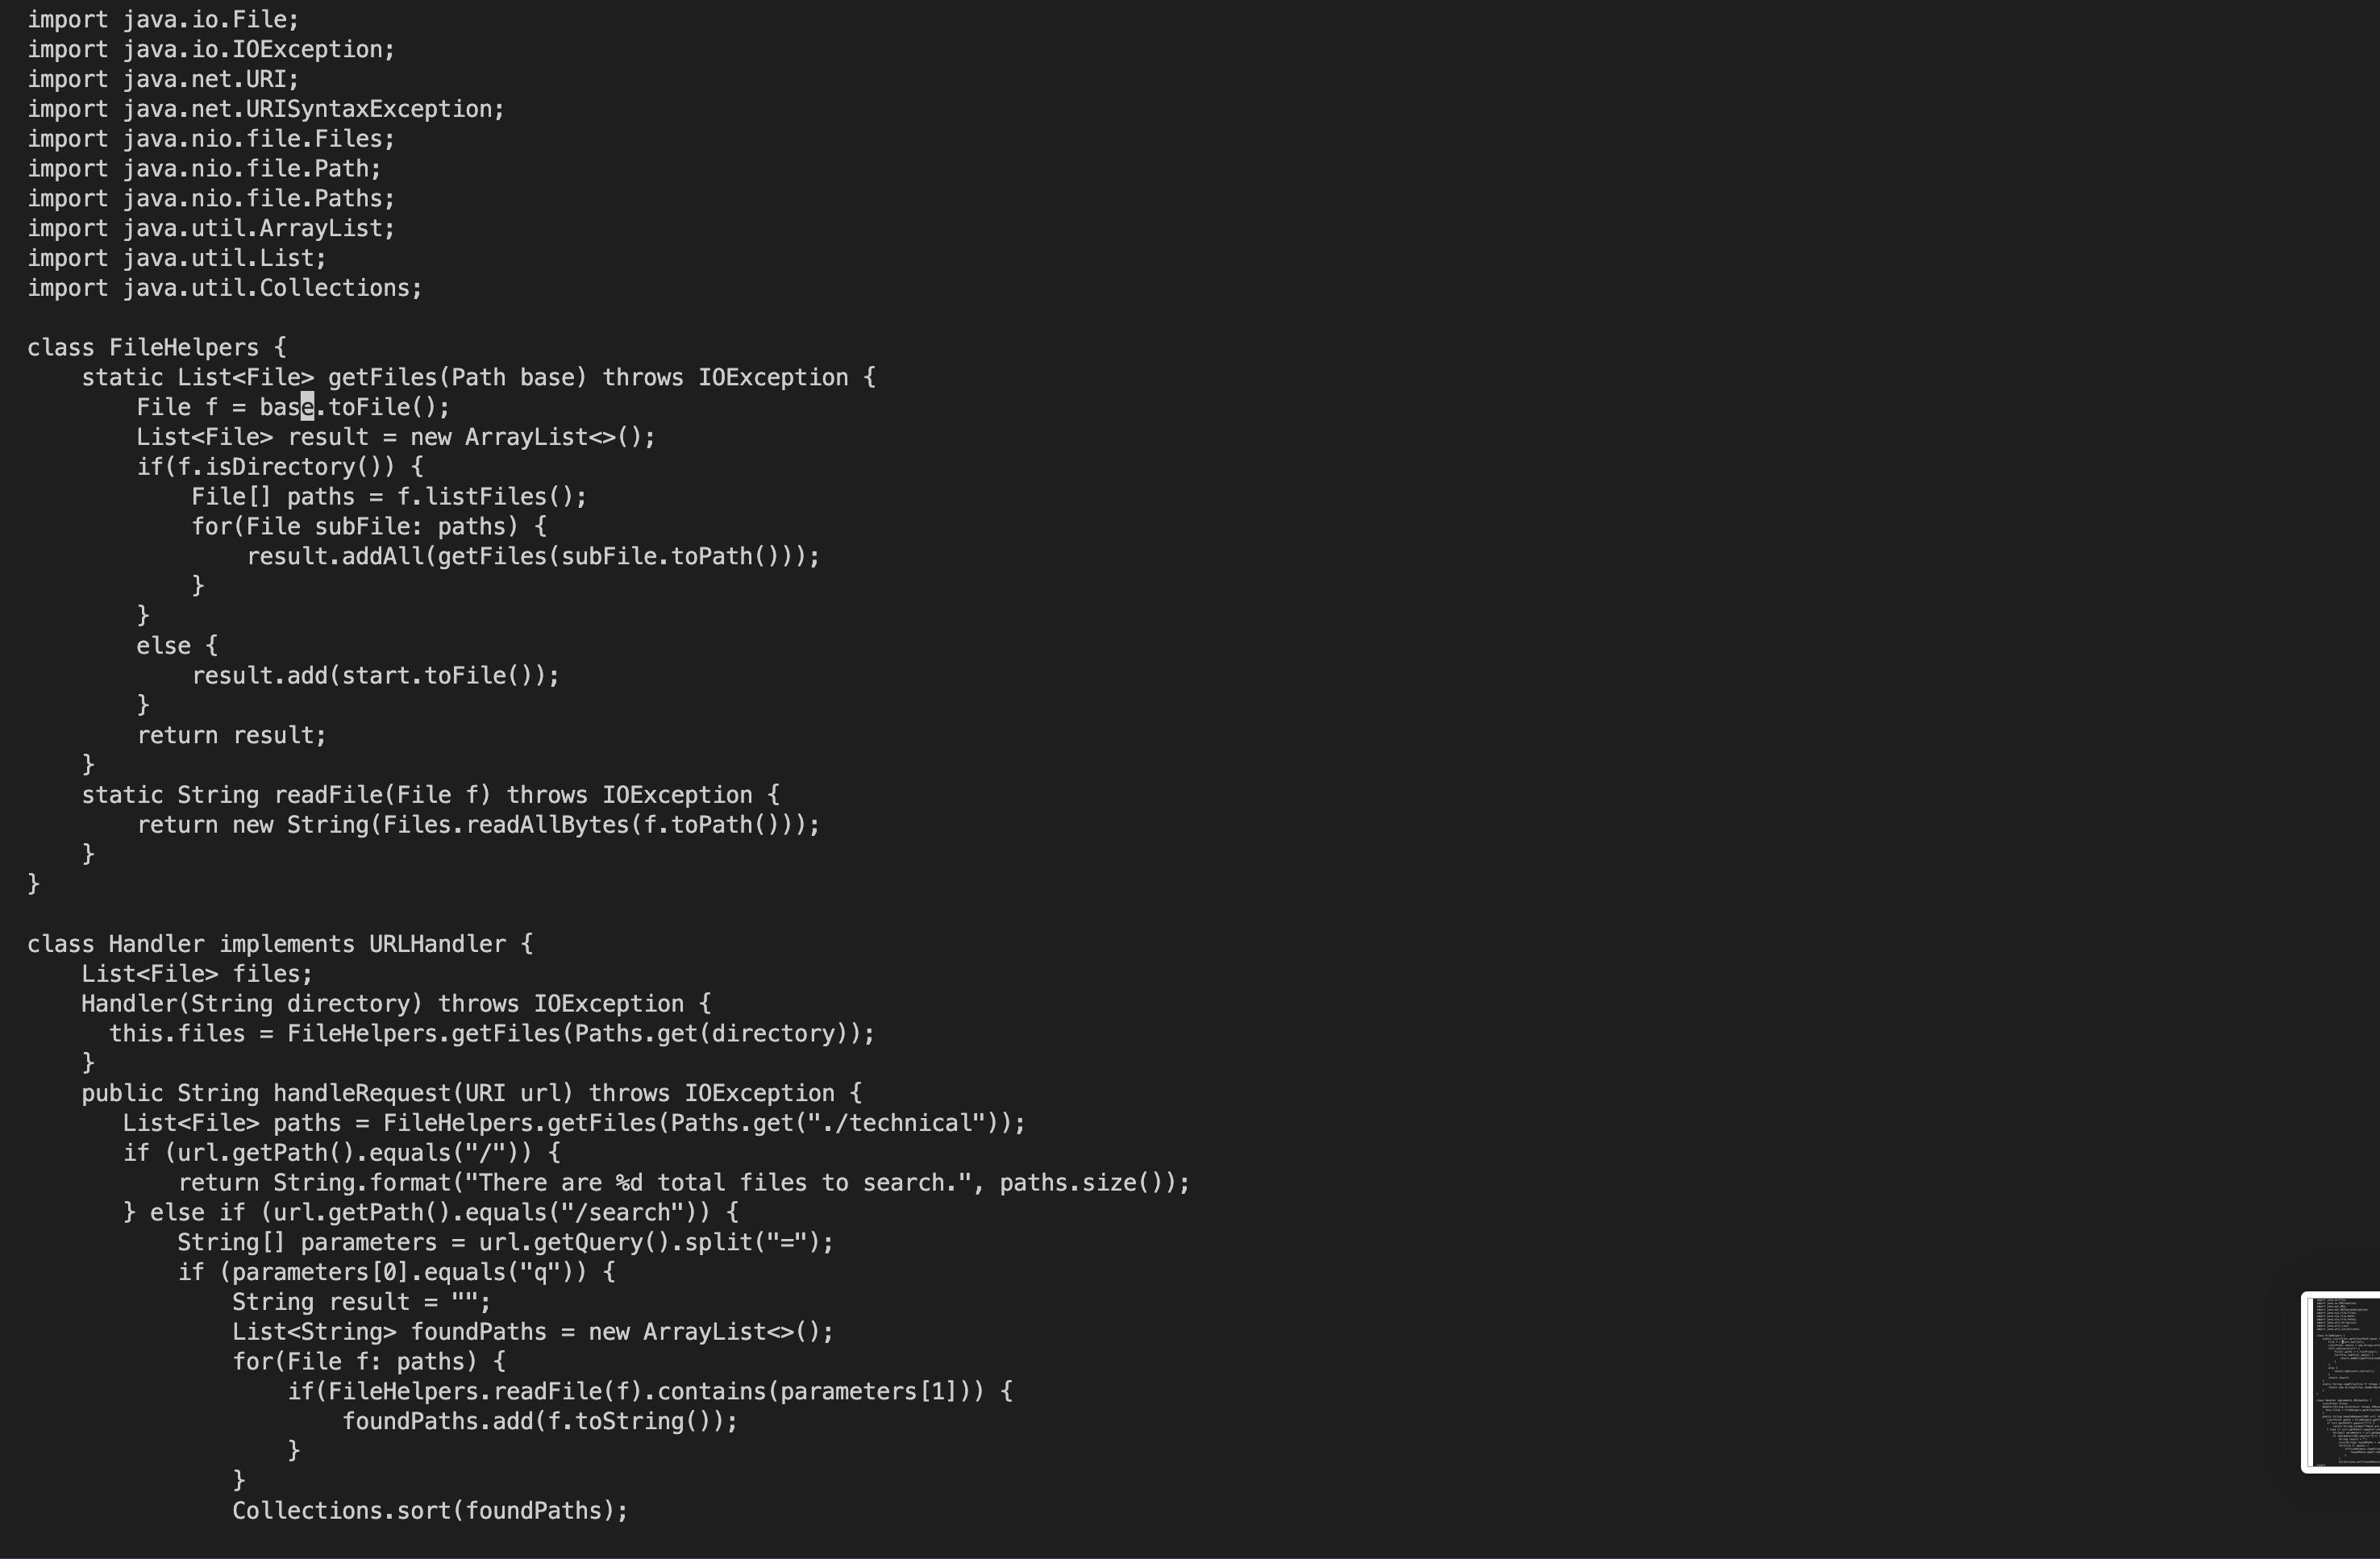 import java.io.File;
import java.io.IOException;
import java.net.URI;
import java.net.URISyntaxException;
import java.nio.file.Files;
import java.nio.file.Path;
import java.nio.file.Paths;
import java.util.ArrayList;
import java.util.List;
import java.util.Collections;

class FileHelpers {
    static List<File> getFiles(Path base) throws IOException {
        File f = base.toFile();
        List<File> result = new ArrayList<>();
        if(f.isDirectory()) {
            File[] paths = f.listFiles();
            for(File subFile: paths) {
                result.addAll(getFiles(subFile.toPath()));
            }
        }
        else {
            result.add(start.toFile());
        }
        return result;
    }
    static String readFile(File f) throws IOException {
        return new String(Files.readAllBytes(f.toPath()));
    }
}

class Handler implements URLHandler {
    List<File> files;
    Handler(String directory) throws IOException {
      this.files = FileHelpers.getFiles(Paths.get(directory));
    }
    public String handleRequest(URI url) throws IOException {
       List<File> paths = FileHelpers.getFiles(Paths.get("./technical"));
       if (url.getPath().equals("/")) {
           return String.format("There are %d total files to search.", paths.size());
       } else if (url.getPath().equals("/search")) {
           String[] parameters = url.getQuery().split("=");
           if (parameters[0].equals("q")) {
               String result = "";
               List<String> foundPaths = new ArrayList<>();
               for(File f: paths) {
                   if(FileHelpers.readFile(f).contains(parameters[1])) {
                       foundPaths.add(f.toString());
                   }
               }
               Collections.sort(foundPaths);